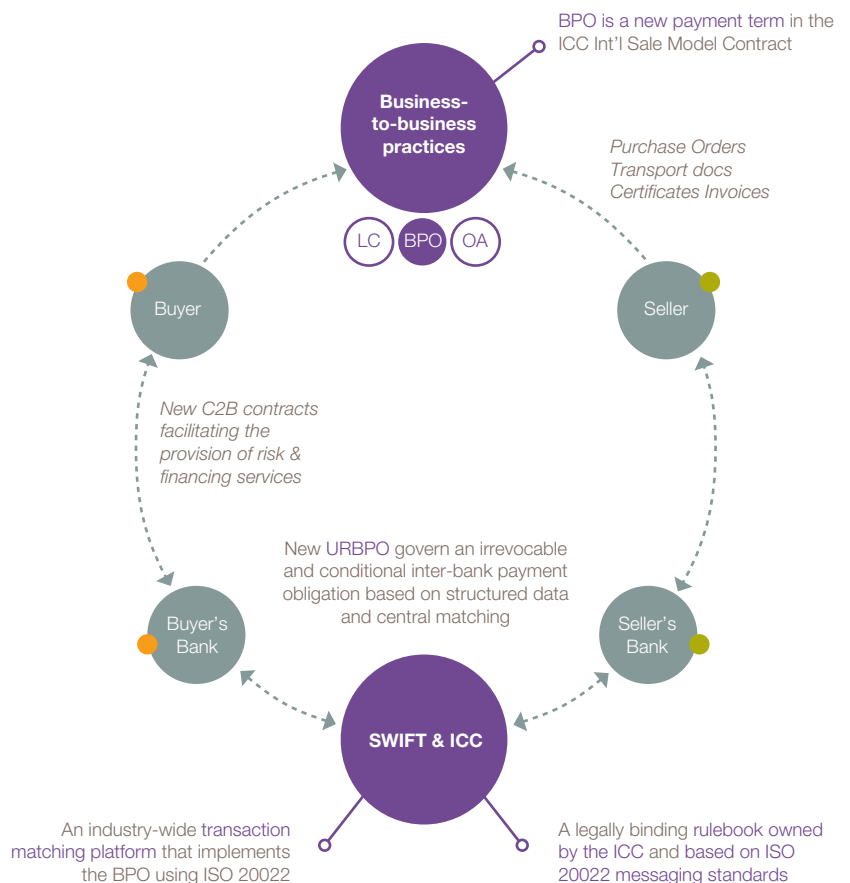 BPO is a new payment term in the
ICC Int'l Sale Model Contract
Business-
to-business
practices
Purchase Orders
Transport docs
Certificates Invoices
LC
BPO
OA
Buyer
Seller
New C2B contracts
facilitating the
provision of risk &
financing services
New URBPO govern an irrevocable
and conditional inter-bank payment
obligation based on structured data
and central matching
Buyer's
Bank
Seller's
Bank
SWIFT & ICC
An industry-wide transaction
matching platform that implements
the BPO using ISO 20022
A legally binding rulebook owned
by the ICC and based on ISO
20022 messaging standards